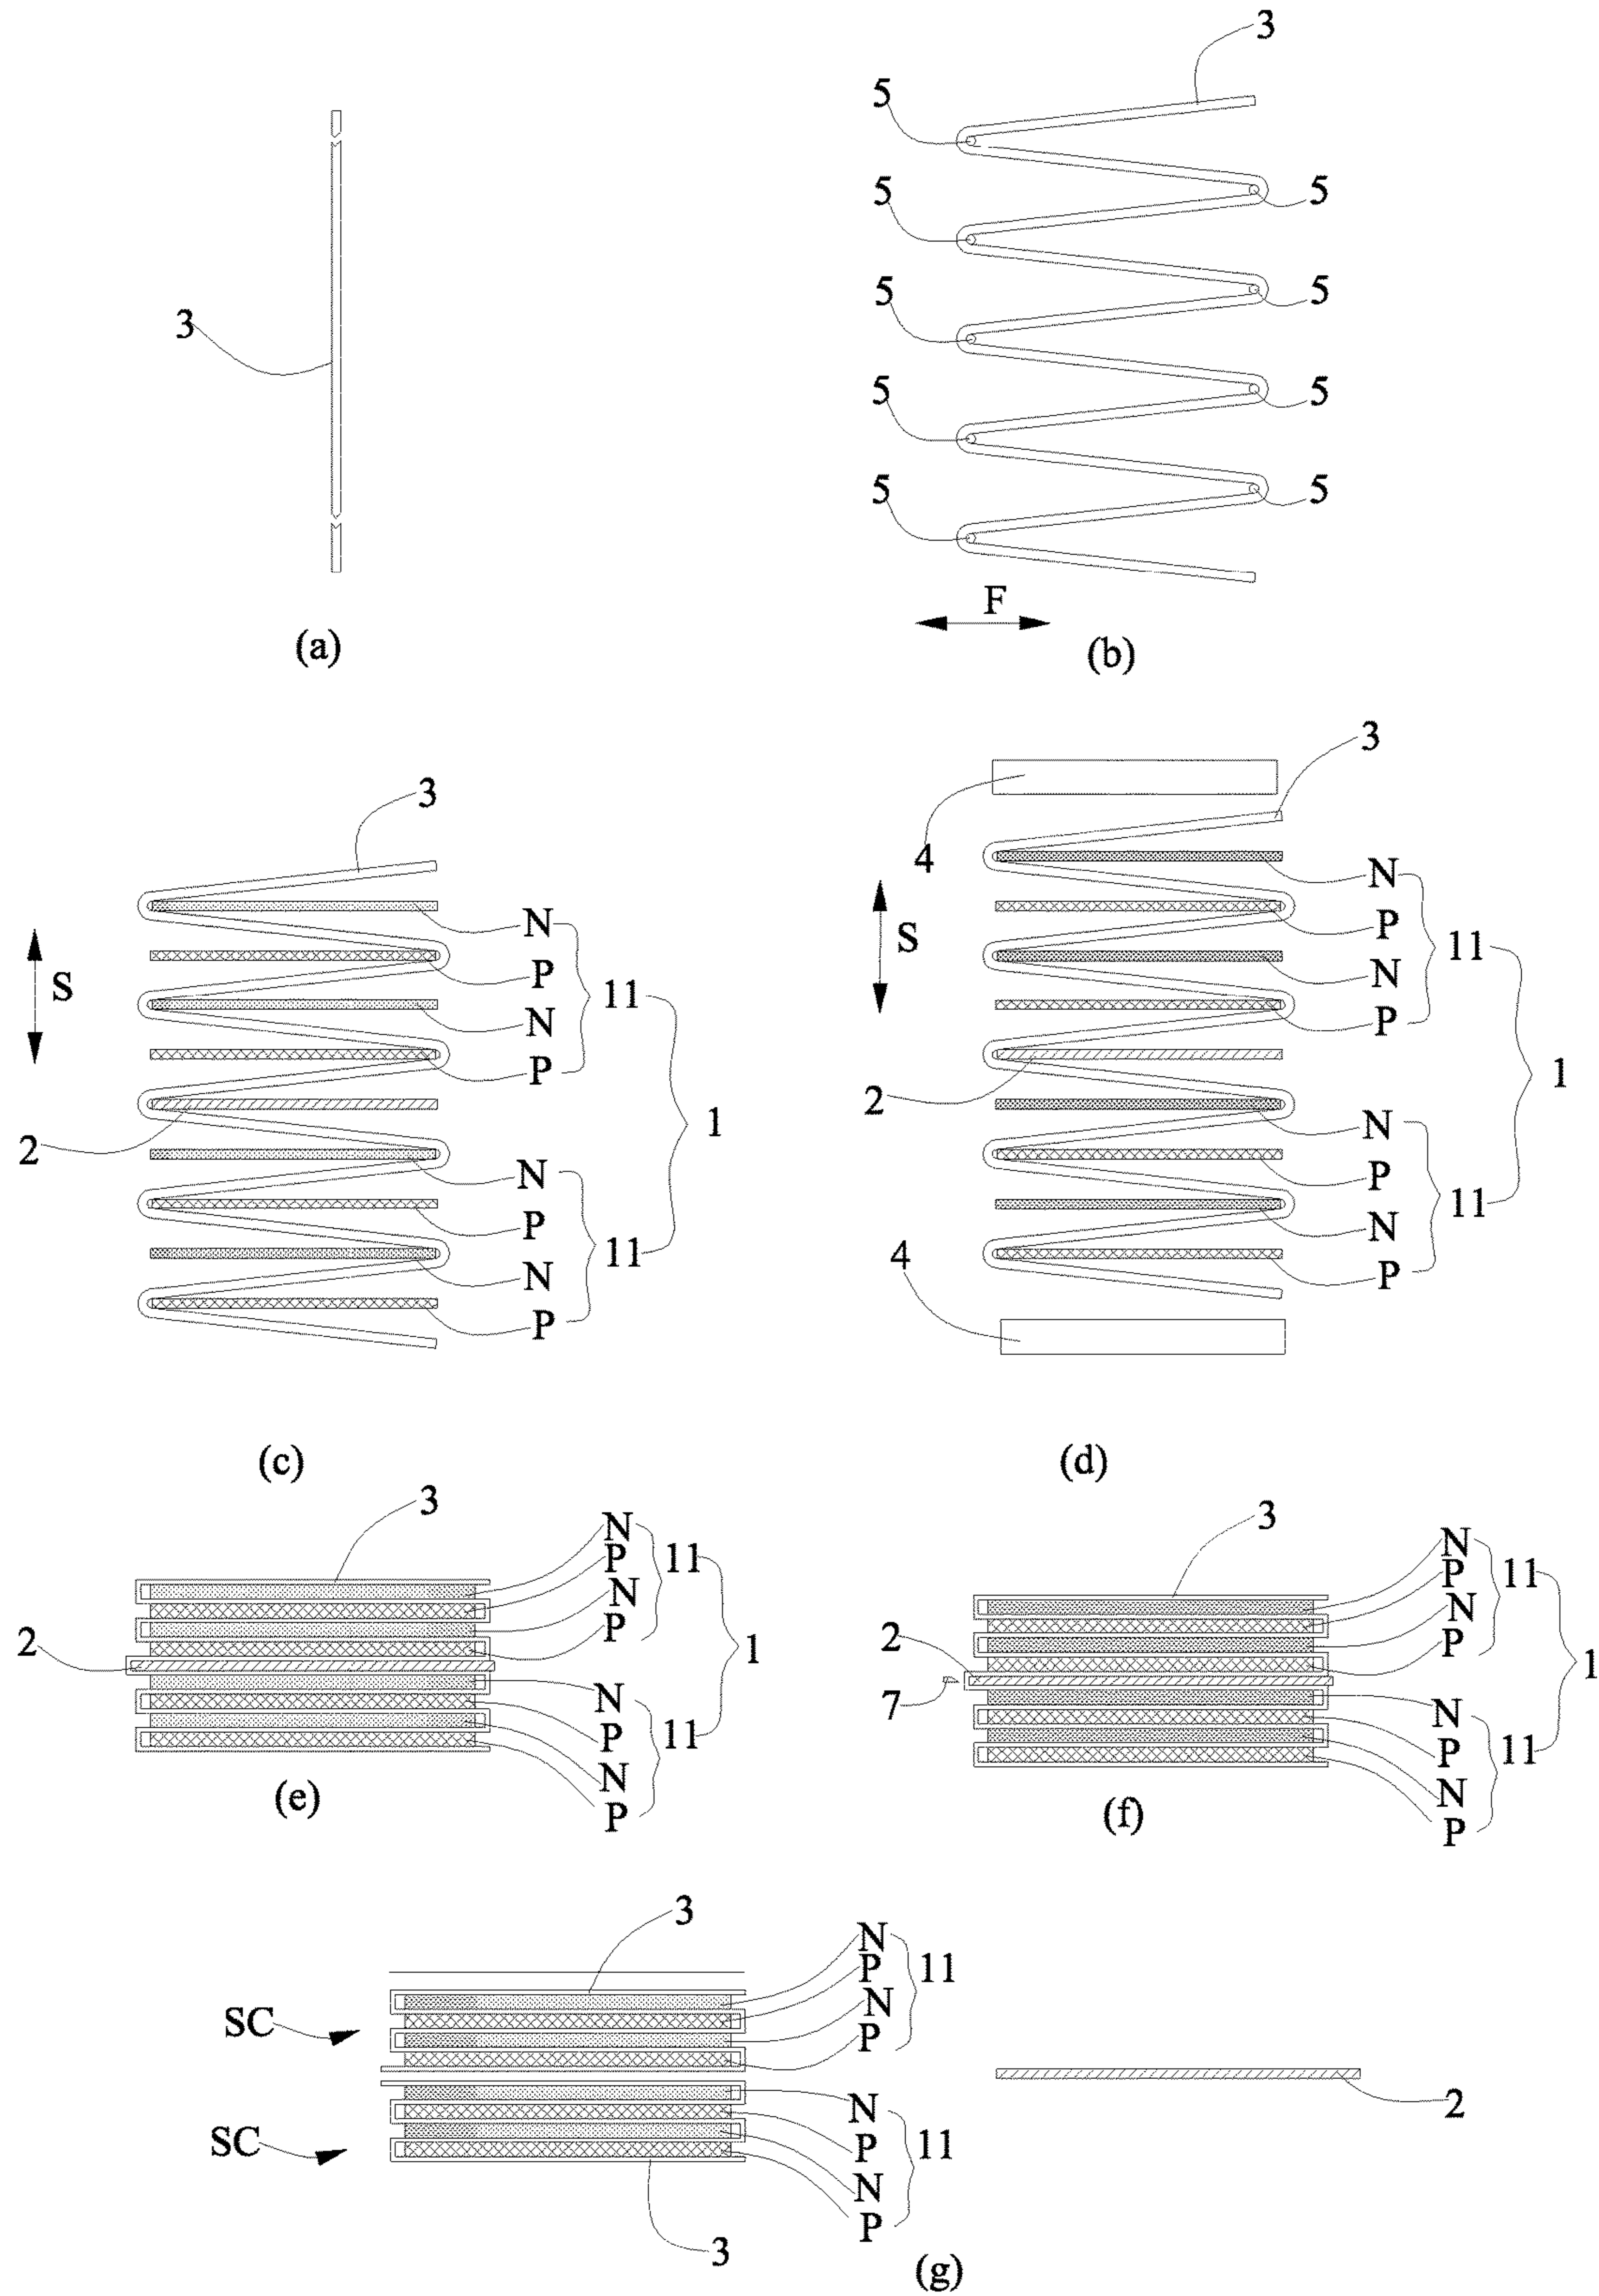 3
5
5 5
5 5
3 5
5 5
5 5
F
(a) (b)
3
3
4
N
N P
S 11
S P 11 N
N P
P 2
1 1
2 N
N P
P 11
11 N
N 4 P
P
(c) (d)
3 3
N N
P 11 P 11
N N
P P
2 1 2 1
7
N N
P 11 P 11
N N
P P
(e) (f)
3
N
P 11
N
SC
P
2
N
SC P 11
N
P
3
(g)